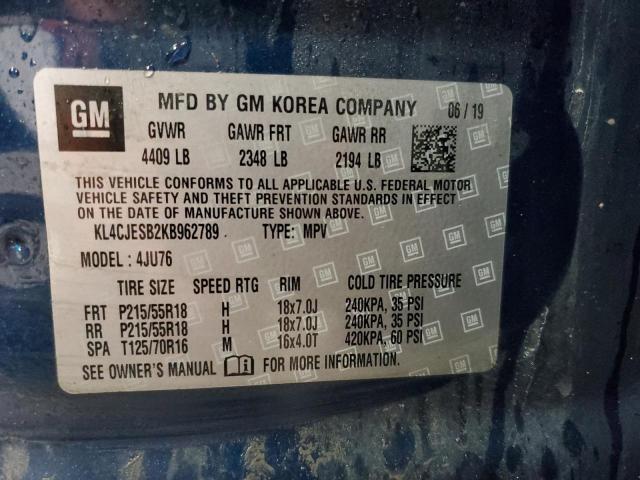 GM
MFD BY GM KOREA COMPANY 06/19
GVWR GAWR FRT GAWR RR
4409 LB 2348 LB 2194 LB
THIS VEHICLE CONFORMS TO ALL APPLICABLE U.S. FEDERAL MOTOR
VEHICLE SAFETY AND THEFT PREVENTION STANDARDS IN EFFECT
ON THE DATE OF MANUFACTURE SHOWN ABOVE.
KL4CJESB2KB962789 TYPE: MPV
MODEL: 4JU76
TIRE SIZE SPEED RTG RIM COLD TIRE PRESSURE
FRT P215/55R18 H 18x7.0J 240KPA, 35 PSI
RR P215/55R18 H 18x7.0J 240KPA, 35 PSI
SPA T125/70R16 M 16x4.0T 420KPA, 60 PSI
SEE OWNER'S MANUAL FOR MORE INFORMATION.